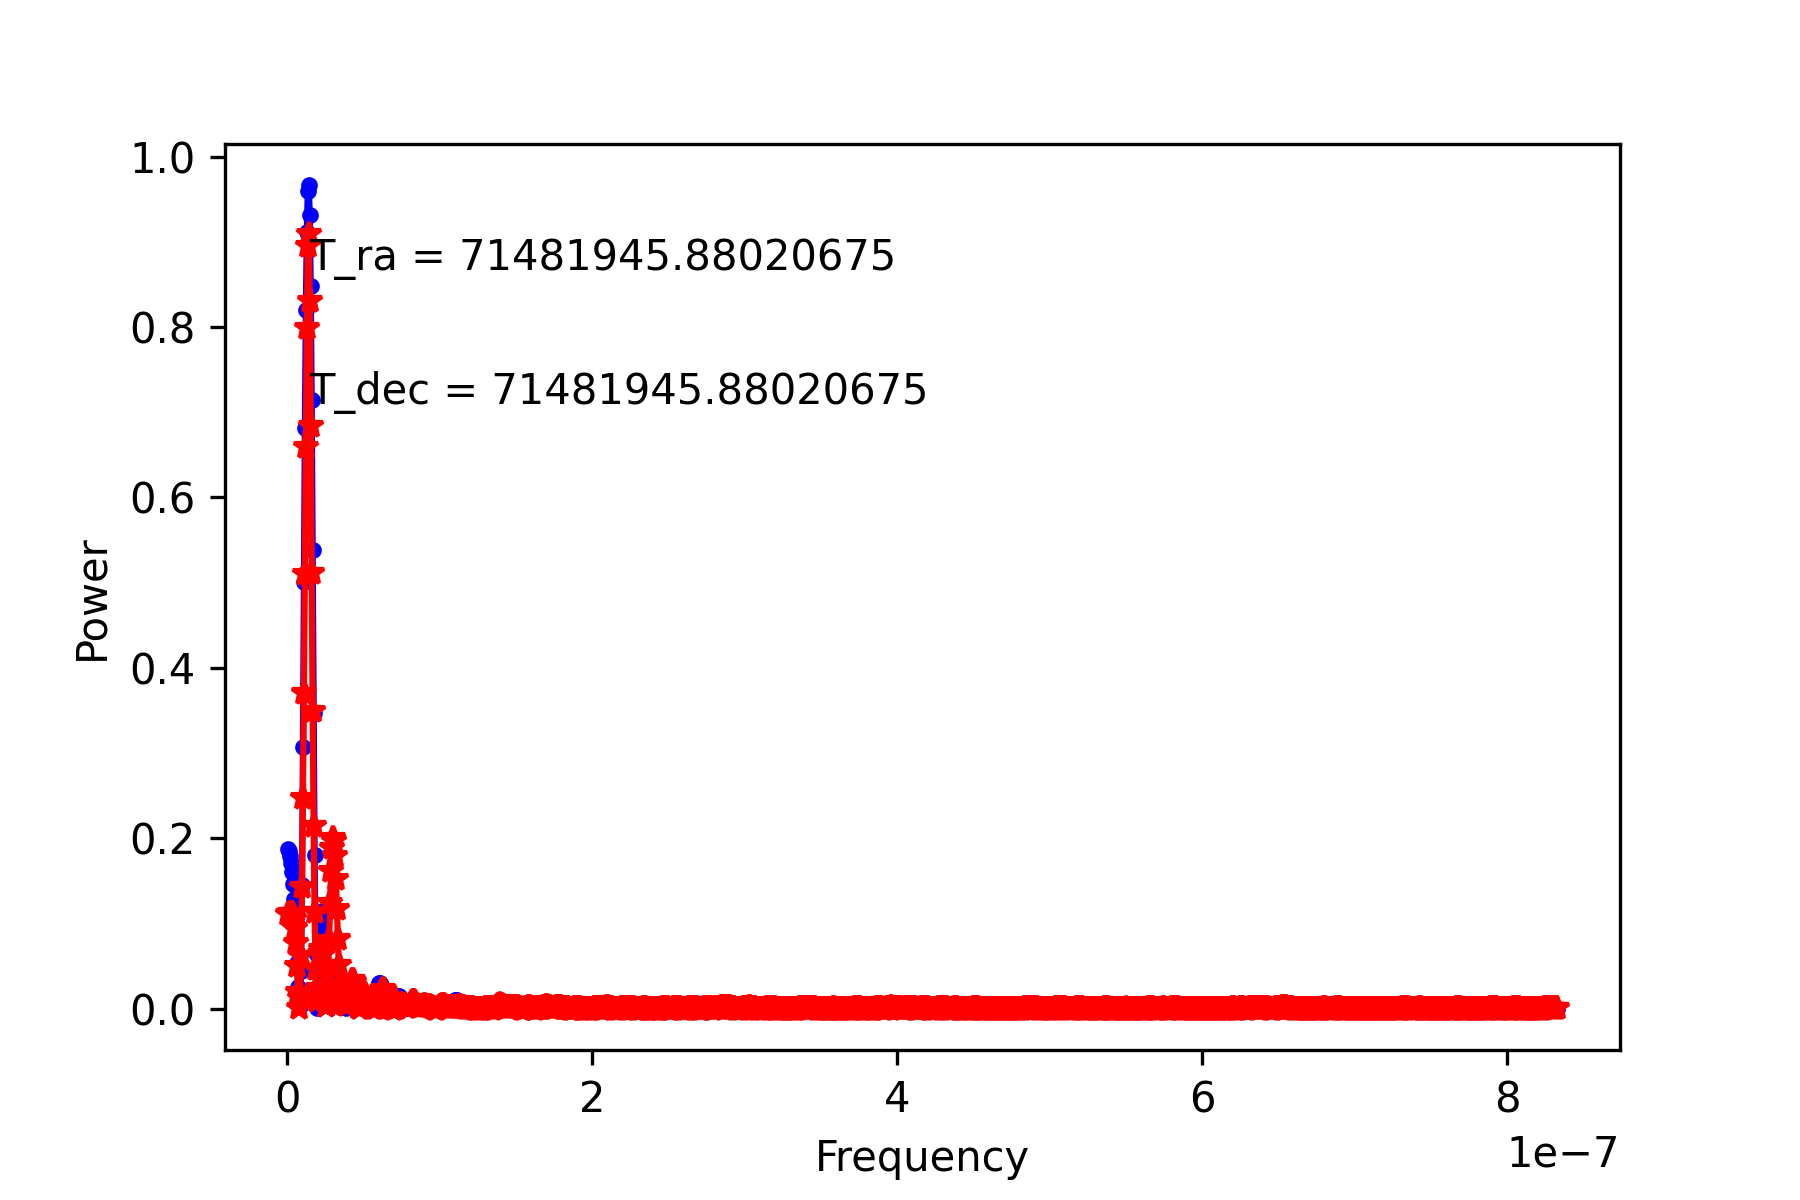 1.0
T_ra = 71481945.88020675
0.8
T_dec = 71481945.88020675
0.6
Power
0.4
0.2
0.0
0 2 4 6 8
1e−7
Frequency